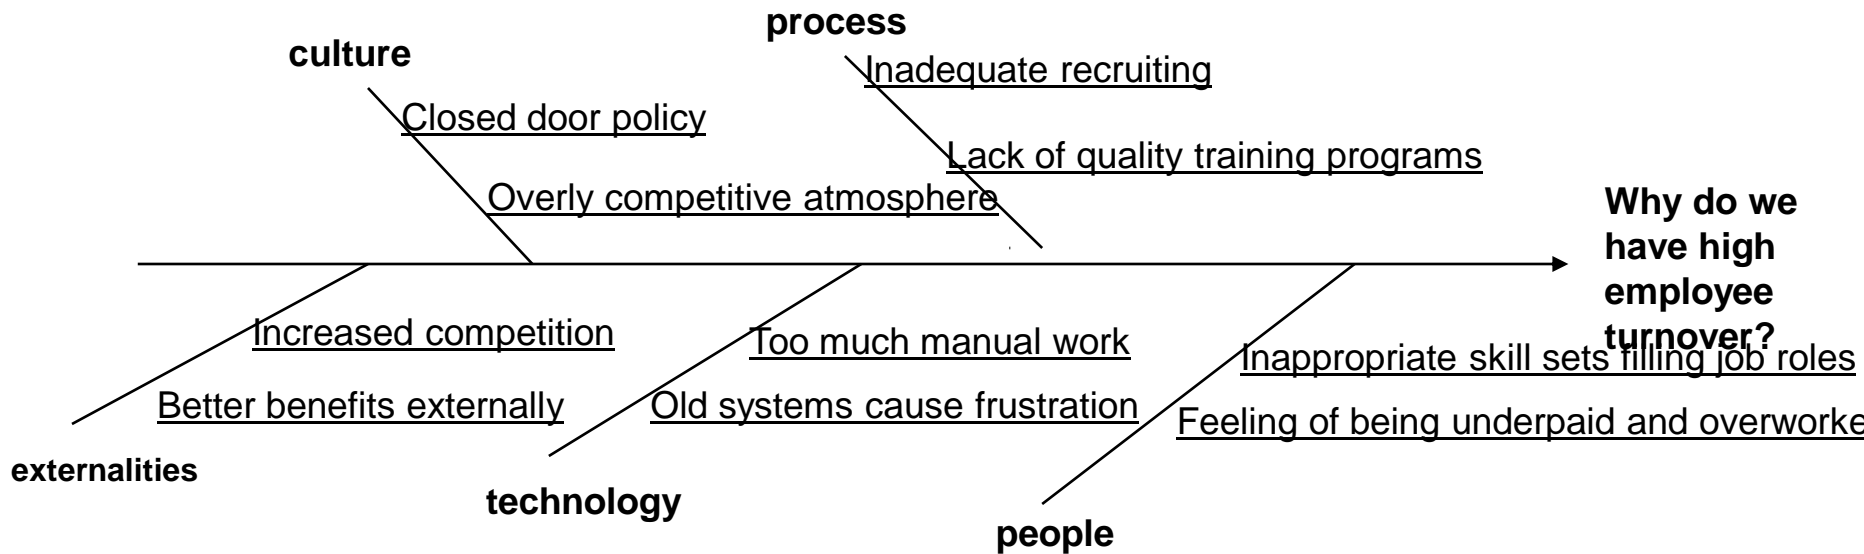 process
culture
Inadequate recruiting
Closed door policy
Lack of quality training programs
Overly competitive atmosphere
Why do we
have high
employee
turnover?
Increased competition
Too much manual work
Inappropriate skill sets filling job roles
Better benefits externally
Old systems cause frustration
Feeling of being underpaid and overworke
externalities
technology
people